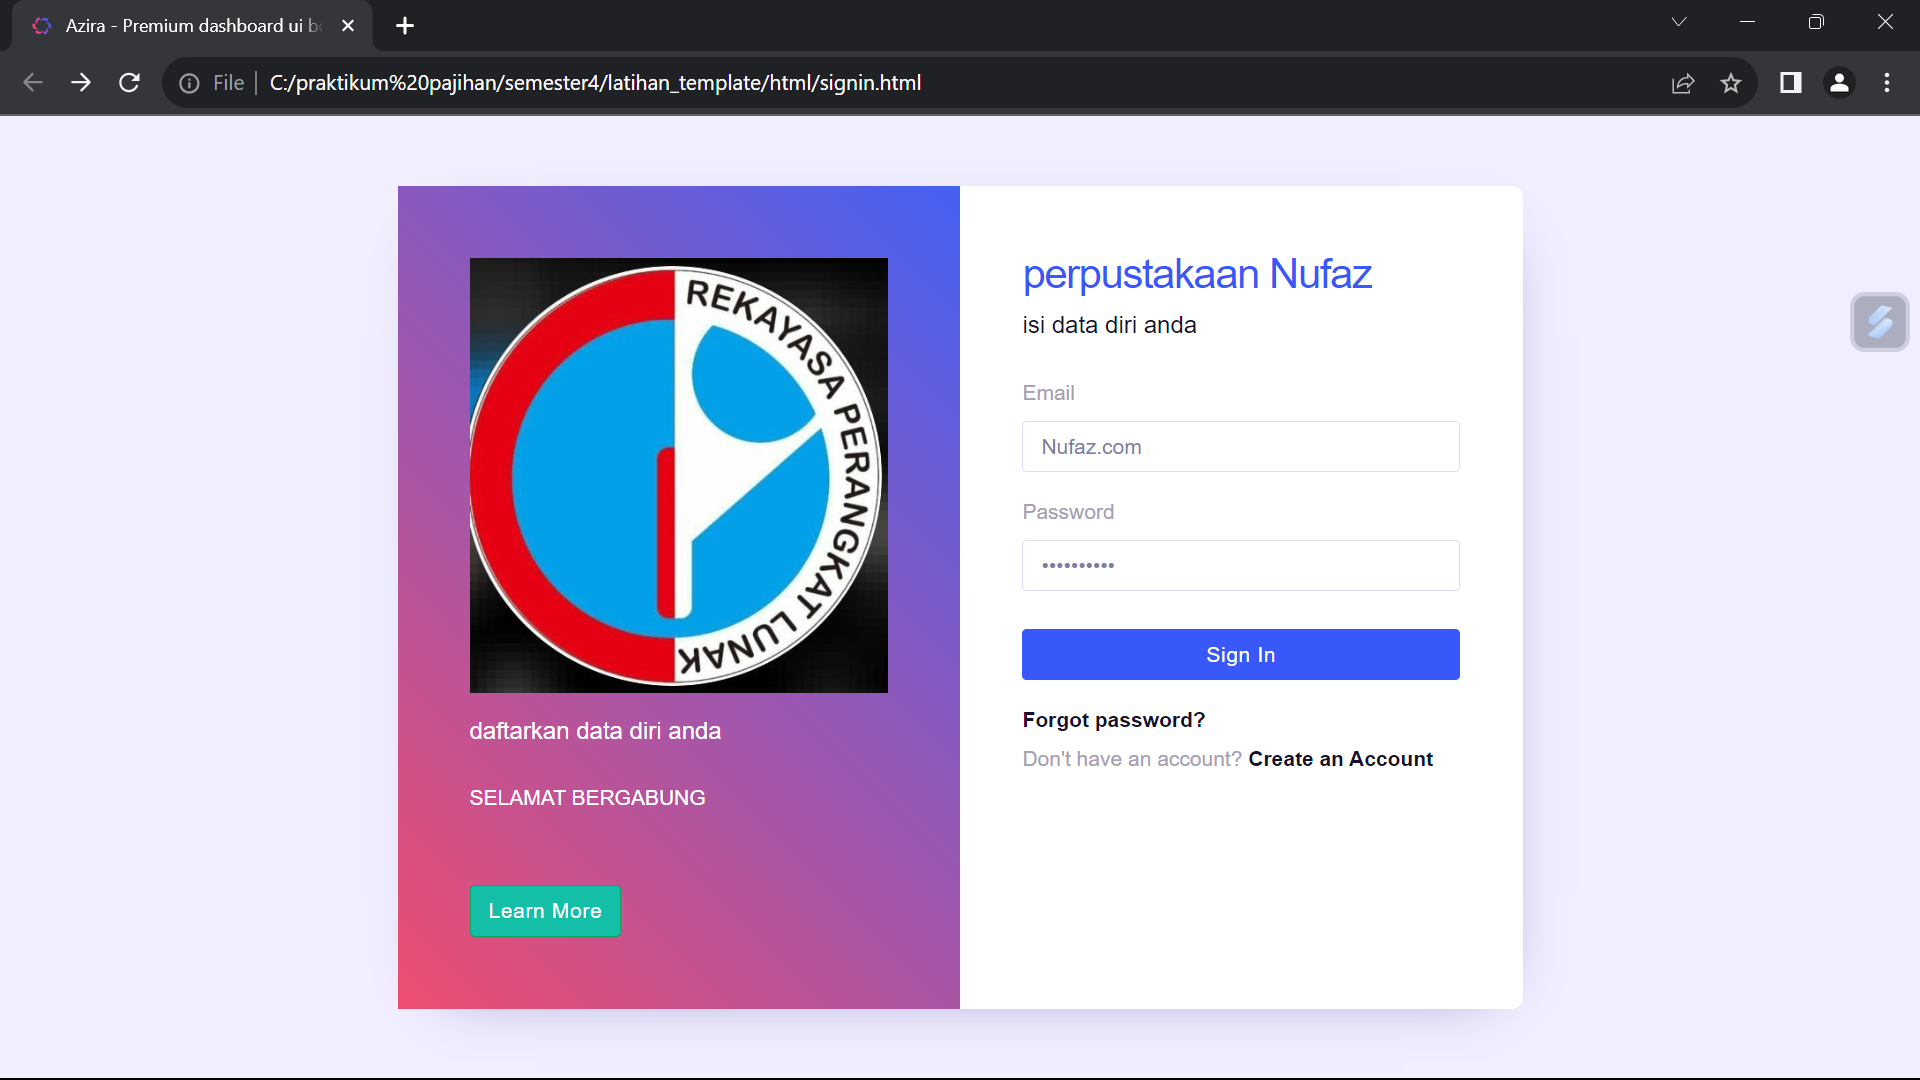 Azira - Premium dashboard ui b
File
C:/praktikum%20pajihan/semester4/latihan_template/html/signin.html
REKAYASA PERANGKAT LUNAK
daftarkan data diri anda
SELAMAT BERGABUNG
Learn More
perpustakaan Nufaz
isi data diri anda
Email
Nufaz.com
Password
••••••••••
Sign In
Forgot password?
Don't have an account? Create an Account